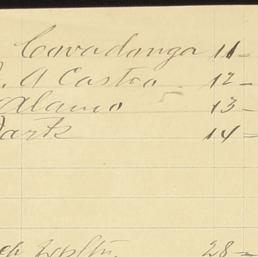 Covadonga 11-
A Castro 12-
Alamo 13-
Park 14=
28=